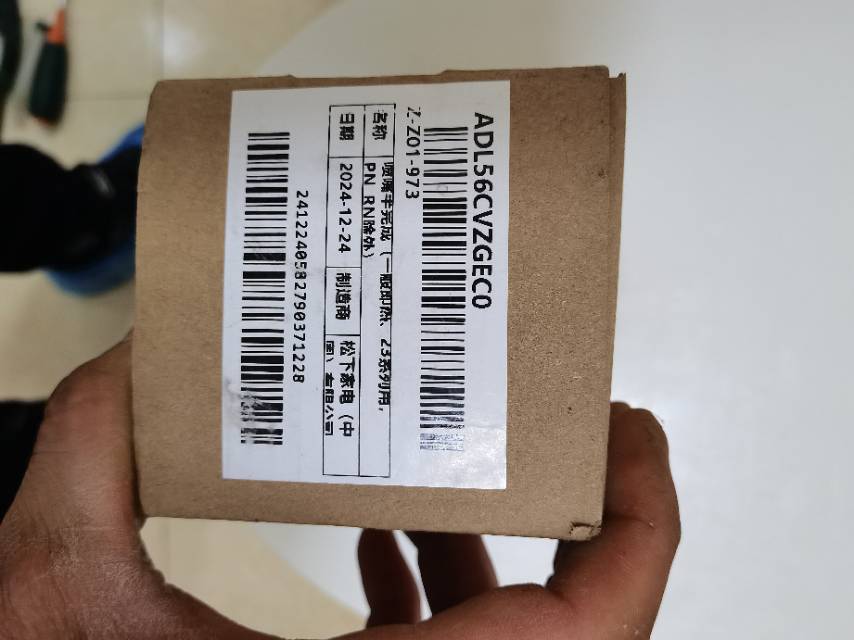 ADL56CVZGEC0
Z-Z01-973
名称
喷嘴半完成（一般即热、23系列用，
PN、RN除外）
日期
2024-12-24
制造商
松下家电（中
国）有限公司
2412240582790371228